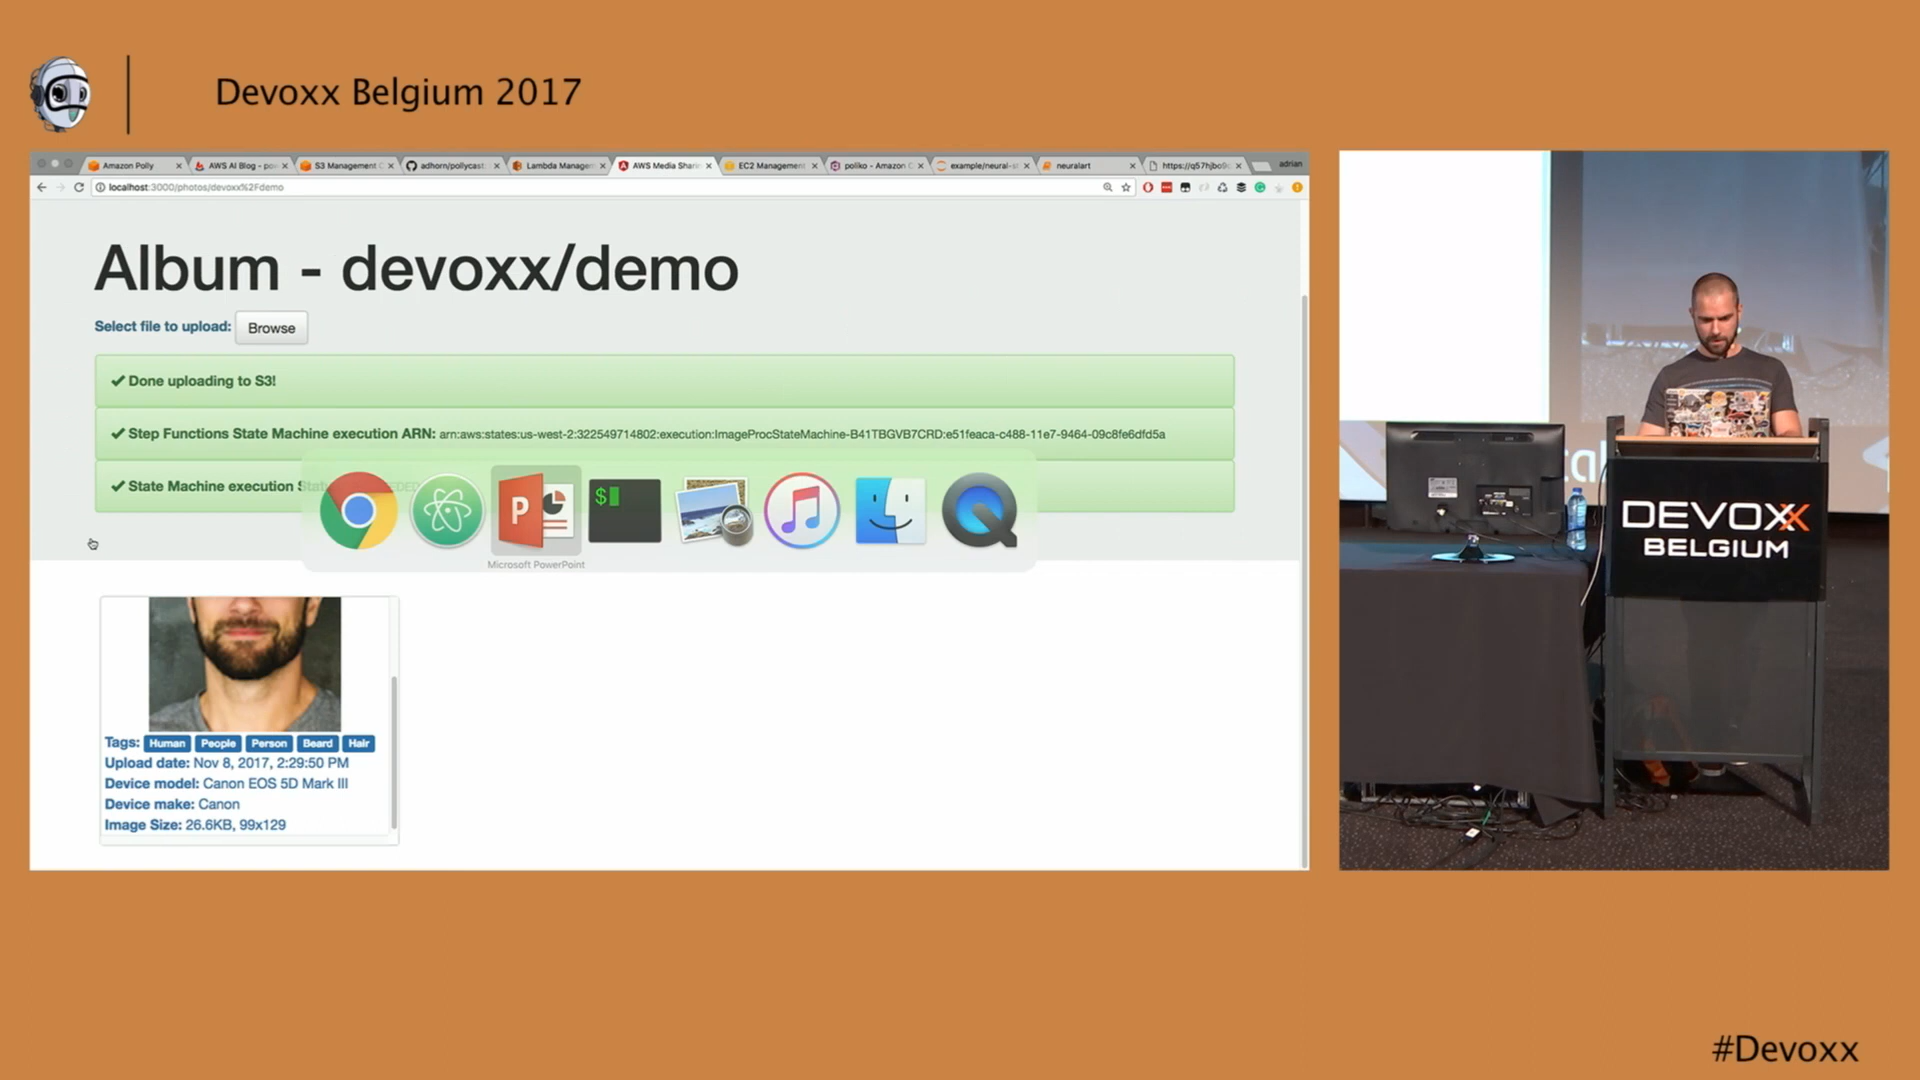 Devoxx Belgium 2017
Amazon Polly
AWS AI Blog - po
S3 Management C
adhorn/pollycast:
Lambda Managem
AWS Media Share
EC2 Management
poliko - Amazon C
example/neural-s
neuralart
https://q57hjbo9c
adrian
localhost:3000/photos/devoxx%2Fdemo
Album - devoxx/demo
Select file to upload: Browse
Done uploading to S3!
Step Functions State Machine execution ARN: arn:aws:states:us-west-2:322549714802:execution:ImageProcStateMachine-B41TBGVB7CRD:e51feaca-c488-11e7-9464-09c8fe6dfd5a
State Machine execution
Microsoft PowerPoint
Tags: Human People Person Beard Hair
Upload date: Nov 8, 2017, 2:29:50 PM
Device model: Canon EOS 5D Mark III
Device make: Canon
Image Size: 26.6KB, 99x129
DEVOXX
BELGIUM
#Devoxx